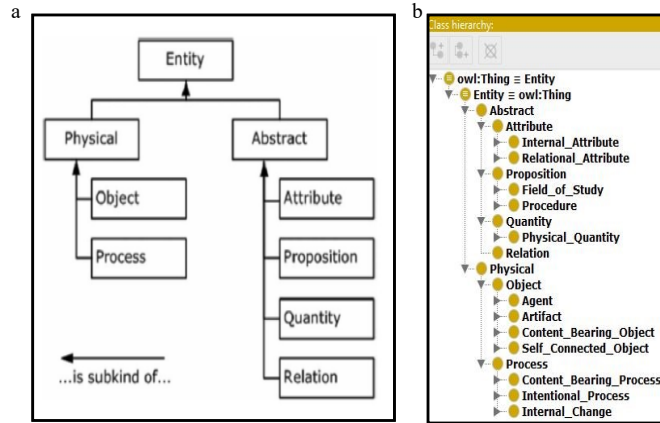 a
Entity
Physical
Abstract
Object
Attribute
Process
Proposition
Quantity
...is subkind of...
Relation
b
Class hierarchy:
owl:Thing ≡ Entity
Entity ≡ owl:Thing
Abstract
Attribute
Internal_Attribute
Relational_Attribute
Proposition
Field_of_Study
Procedure
Quantity
Physical_Quantity
Relation
Physical
Object
Agent
Artifact
Content_Bearing_Object
Self_Connected_Object
Process
Content_Bearing_Process
Intentional_Process
Internal_Change